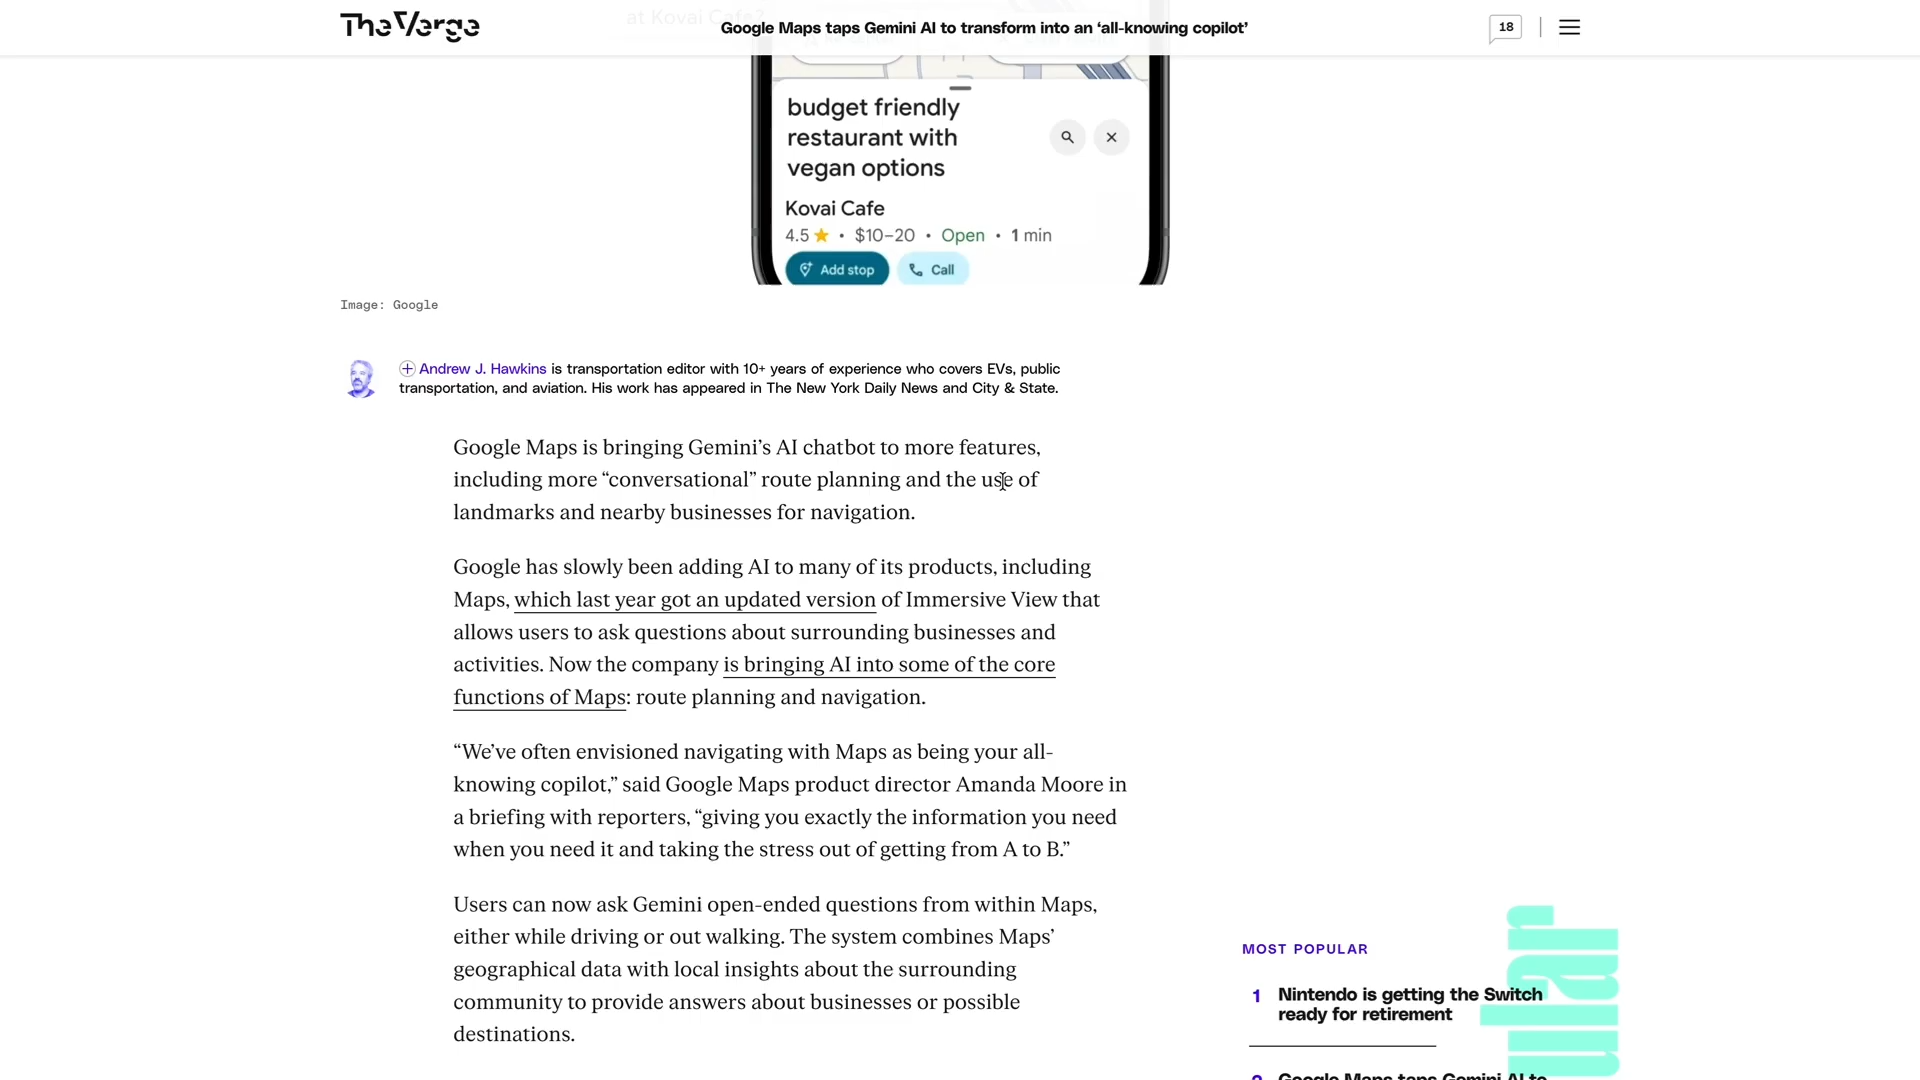 The Verge
at Kovai Cafe?
Google Maps taps Gemini AI to transform into an ‘all-knowing copilot’
18
budget friendly
restaurant with
vegan options
Kovai Cafe
4.5 ★ • $10–20 • Open • 1 min
Add stop
Call
Image: Google
Andrew J. Hawkins is transportation editor with 10+ years of experience who covers EVs, public
transportation, and aviation. His work has appeared in The New York Daily News and City & State.
Google Maps is bringing Gemini’s AI chatbot to more features,
including more “conversational” route planning and the use of
landmarks and nearby businesses for navigation.
Google has slowly been adding AI to many of its products, including
Maps, which last year got an updated version of Immersive View that
allows users to ask questions about surrounding businesses and
activities. Now the company is bringing AI into some of the core
functions of Maps: route planning and navigation.
“We’ve often envisioned navigating with Maps as being your all-
knowing copilot,” said Google Maps product director Amanda Moore in
a briefing with reporters, “giving you exactly the information you need
when you need it and taking the stress out of getting from A to B.”
Users can now ask Gemini open-ended questions from within Maps,
either while driving or out walking. The system combines Maps’
geographical data with local insights about the surrounding
community to provide answers about businesses or possible
destinations.
MOST POPULAR
1 Nintendo is getting the Switch
ready for retirement
2 Google Maps taps Gemini AI to
ular